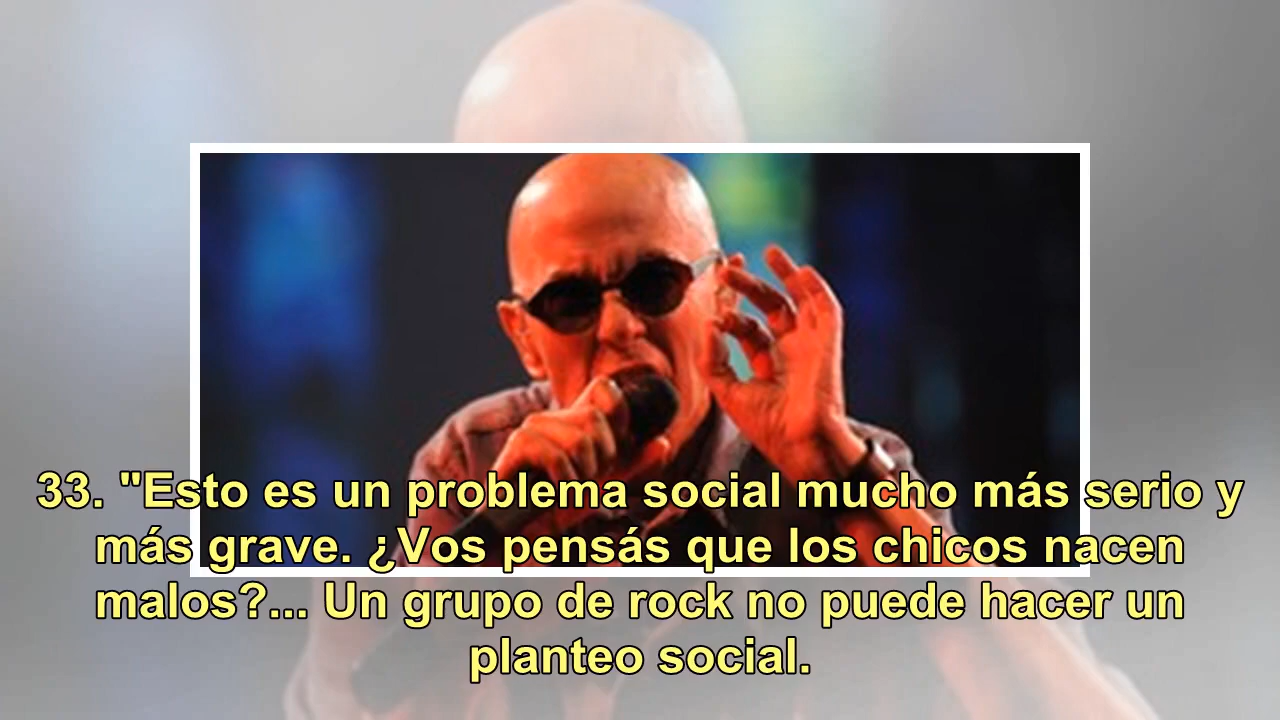 33. "Esto es un problema social mucho más serio y
más grave. ¿Vos pensás que los chicos nacen
malos?... Un grupo de rock no puede hacer un
planteo social.